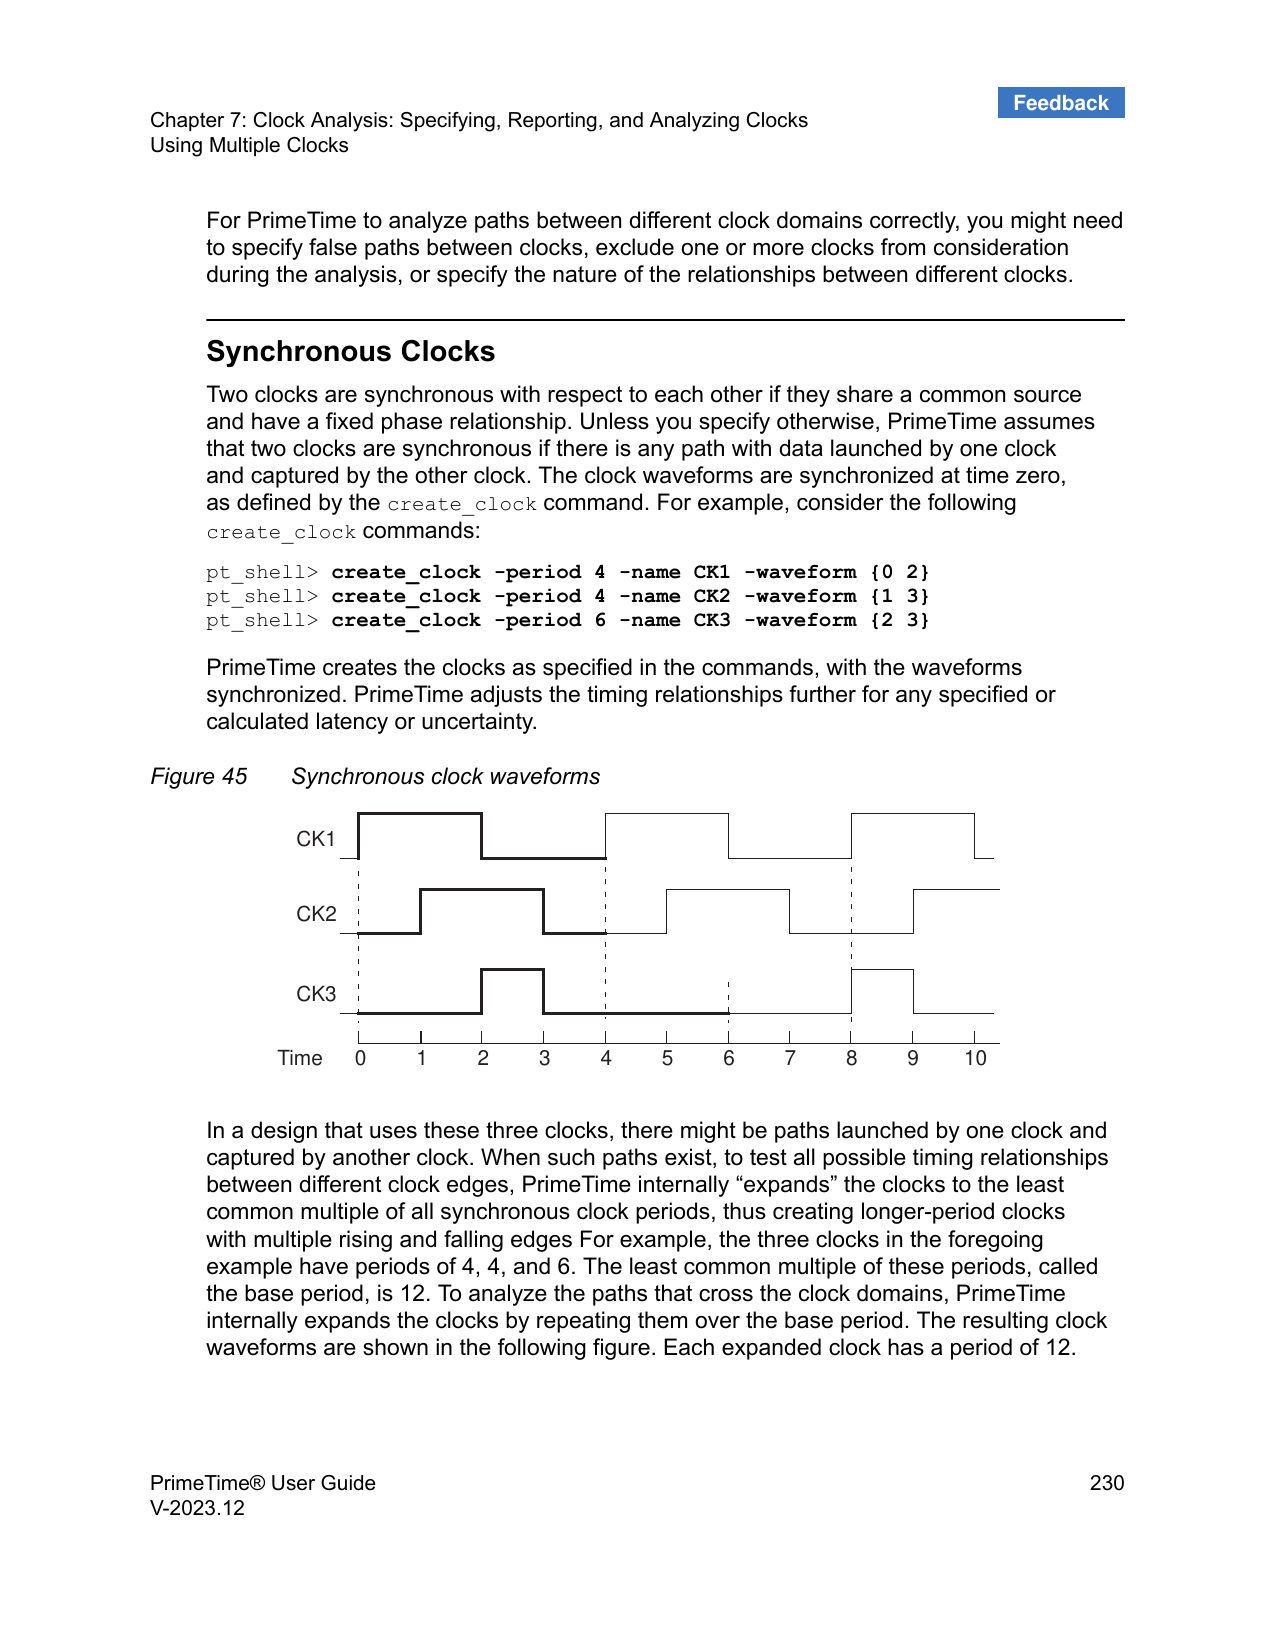 Feedback
Chapter 7: Clock Analysis: Specifying, Reporting, and Analyzing Clocks
Using Multiple Clocks
For PrimeTime to analyze paths between different clock domains correctly, you might need
to specify false paths between clocks, exclude one or more clocks from consideration
during the analysis, or specify the nature of the relationships between different clocks.
Synchronous Clocks
Two clocks are synchronous with respect to each other if they share a common source
and have a fixed phase relationship. Unless you specify otherwise, PrimeTime assumes
that two clocks are synchronous if there is any path with data launched by one clock
and captured by the other clock. The clock waveforms are synchronized at time zero,
as defined by the create_clock command. For example, consider the following
create_clock commands:
pt_shell> create_clock -period 4 -name CK1 -waveform {0 2}
pt_shell> create_clock -period 4 -name CK2 -waveform {1 3}
pt_shell> create_clock -period 6 -name CK3 -waveform {2 3}
PrimeTime creates the clocks as specified in the commands, with the waveforms
synchronized. PrimeTime adjusts the timing relationships further for any specified or
calculated latency or uncertainty.
Figure 45 Synchronous clock waveforms
CK1
CK2
CK3
Time 0 1 2 3 4 5 6 7 8 9 10
In a design that uses these three clocks, there might be paths launched by one clock and
captured by another clock. When such paths exist, to test all possible timing relationships
between different clock edges, PrimeTime internally “expands” the clocks to the least
common multiple of all synchronous clock periods, thus creating longer-period clocks
with multiple rising and falling edges For example, the three clocks in the foregoing
example have periods of 4, 4, and 6. The least common multiple of these periods, called
the base period, is 12. To analyze the paths that cross the clock domains, PrimeTime
internally expands the clocks by repeating them over the base period. The resulting clock
waveforms are shown in the following figure. Each expanded clock has a period of 12.
PrimeTime® User Guide 230
V-2023.12